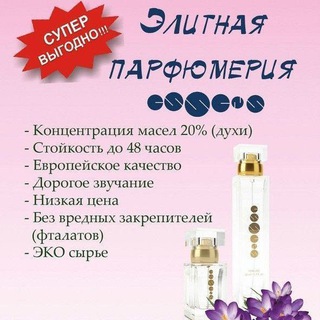 СУПЕР
ВЫГОДНО!!!
Элитная
парфюмерия
essens
- Концентрация масел 20% (духи)
- Стойкость до 48 часов
- Европейское качество
- Дорогое звучание
- Низкая цена
- Без вредных закрепителей
(фталатов)
- ЭКО сырье